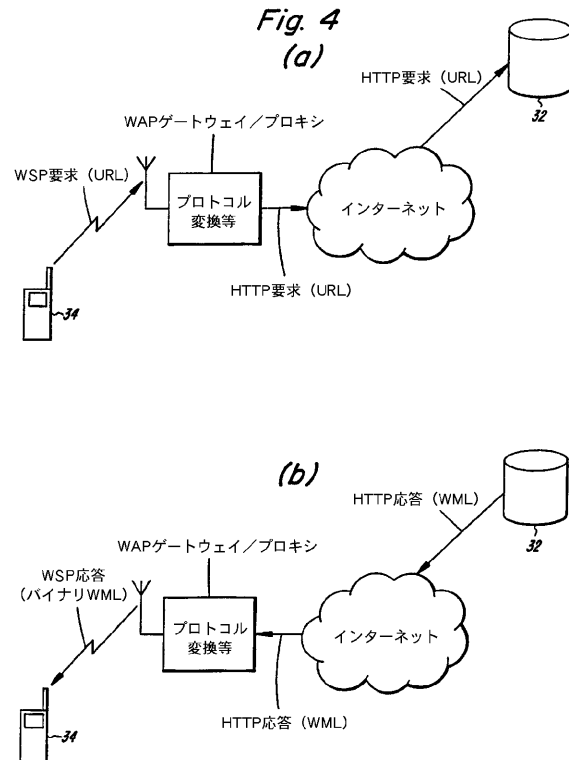 Fig. 4
(a)
HTTP要求 (URL)
32
WAPゲートウェイ／プロキシ
WSP要求 (URL)
プロトコル
変換等
インターネット
HTTP要求 (URL)
34
(b)
HTTP応答 (WML)
32
WAPゲートウェイ／プロキシ
WSP応答
(バイナリWML)
プロトコル
変換等
インターネット
HTTP応答 (WML)
34